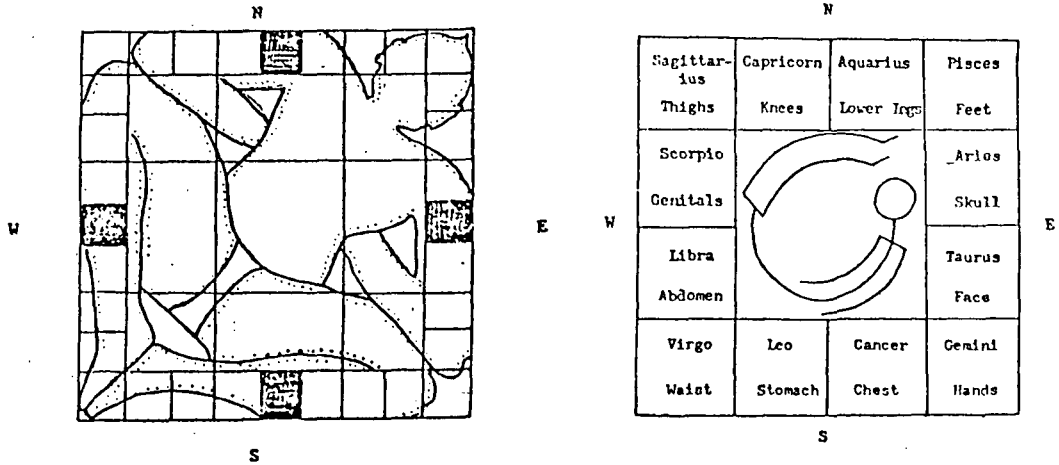 N
W
E
S
N
Sagittar-
ius
Thighs
Capricorn
Knees
Aquarius
Lower legs
Pisces
Feet
Scorpio
Genitals
Aries
Skull
W
E
Libra
Abdomen
Taurus
Face
Virgo
Waist
Leo
Stomach
Cancer
Chest
Gemini
Hands
S